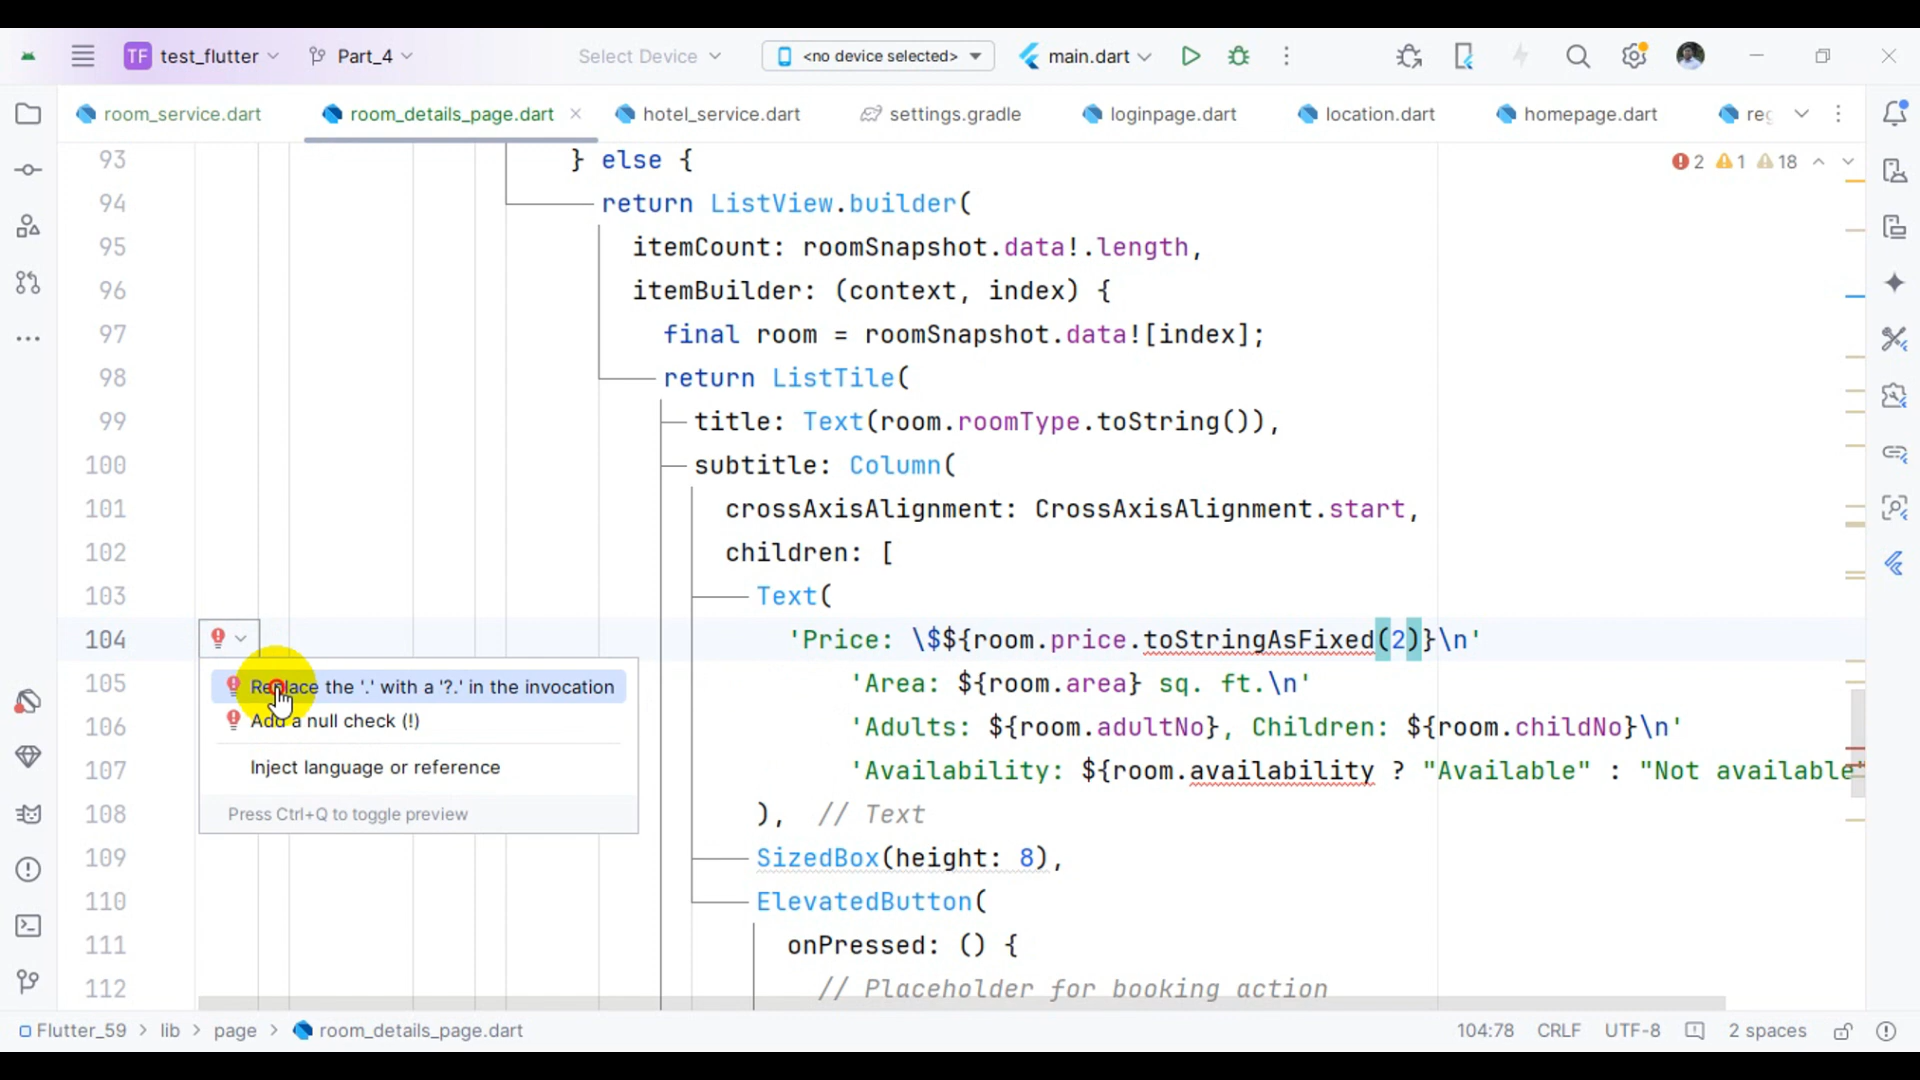 TF test_flutter Part_4 Select Device <no device selected> main.dart
room_service.dart room_details_page.dart hotel_service.dart settings.gradle loginpage.dart location.dart homepage.dart reg
2 1 18
93 } else {
94 return ListView.builder(
95 itemCount: roomSnapshot.data!.length,
96 itemBuilder: (context, index) {
97 final room = roomSnapshot.data![index];
98 return ListTile(
99 title: Text(room.roomType.toString()),
100 subtitle: Column(
101 crossAxisAlignment: CrossAxisAlignment.start,
102 children: [
103 Text(
104 'Price: \$${room.price.toStringAsFixed(2)}\n'
105 'Area: ${room.area} sq. ft.\n'
106 'Adults: ${room.adultNo}, Children: ${room.childNo}\n'
107 'Availability: ${room.availability ? "Available" : "Not available"
108 ), // Text
109 SizedBox(height: 8),
110 ElevatedButton(
111 onPressed: () {
112 // Placeholder for booking action
Replace the '.' with a '?.' in the invocation
Add a null check (!)
Inject language or reference
Press Ctrl+Q to toggle preview
Flutter_59 > lib > page > room_details_page.dart 104:78 CRLF UTF-8 2 spaces